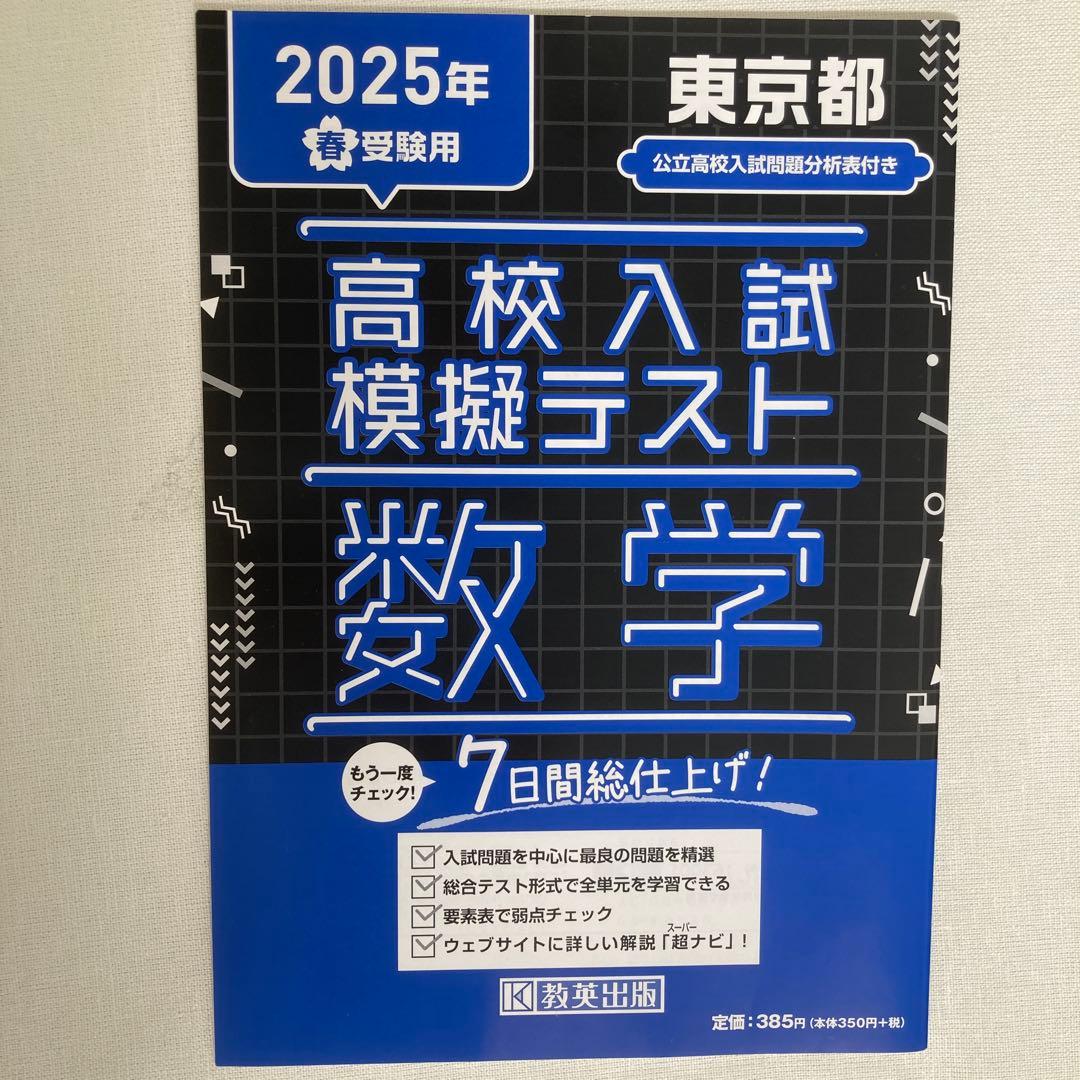 2025年
春受験用
東京都
公立高校入試問題分析表付き
高校入試
模擬テスト
数学
もう一度
チェック!
7日間総仕上げ!
入試問題を中心に最良の問題を精選
総合テスト形式で全単元を学習できる
要素表で弱点チェック
スーパー
ウェブサイトに詳しい解説「超ナビ」!
K教英出版
定価:385円(本体350円+税)